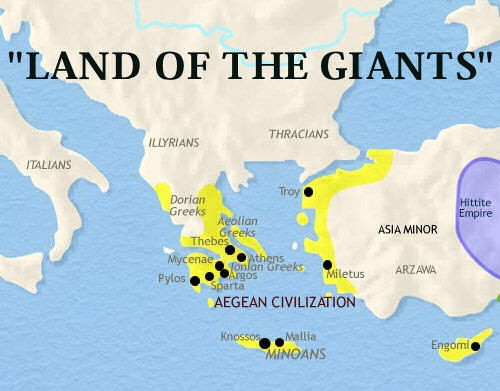 "LAND OF THE GIANTS"
THRACIANS
ILLYRIANS
ITALIANS
Troy
Dorian
Greeks
Hittite
Empire
Aeolian
Greeks
ASIA MINOR
Thebes
Athens
Mycenae
Ionian Greeks
ARZAWA
Miletus
Argos
Pylos
Sparta
AEGEAN CIVILIZATION
Knossos
Mallia
MINOANS
Engomi